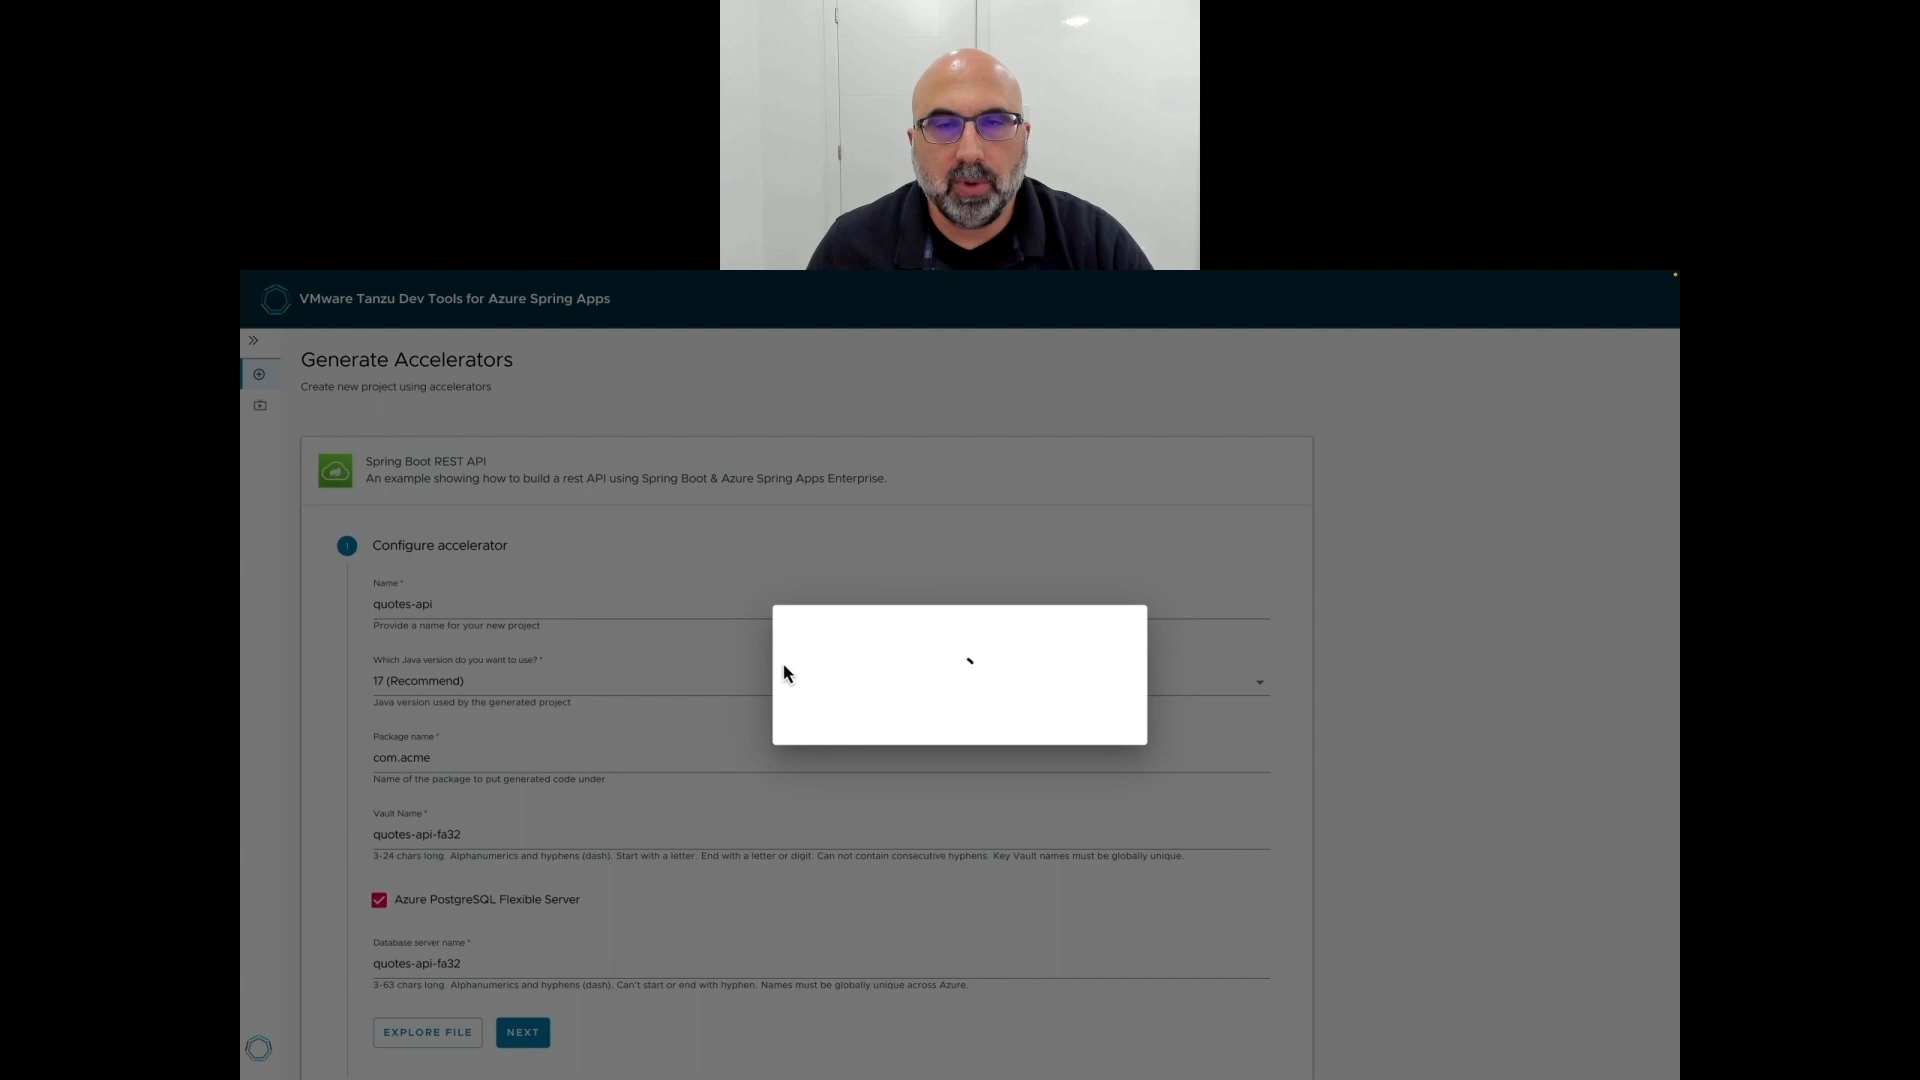 VMware Tanzu Dev Tools for Azure Spring Apps
Generate Accelerators
Create new project using accelerators
Spring Boot REST API
An example showing how to build a rest API using Spring Boot & Azure Spring Apps Enterprise.
1 Configure accelerator
Name *
quotes-api
Provide a name for your new project
Which Java version do you want to use? *
17 (Recommend)
Java version used by the generated project
Package name *
com.acme
Name of the package to put generated code under
Vault Name *
quotes-api-fa32
3-24 chars long. Alphanumerics and hyphens (dash). Start with a letter. End with a letter or digit. Can not contain consecutive hyphens. Key Vault names must be globally unique.
Azure PostgreSQL Flexible Server
Database server name *
quotes-api-fa32
3-63 chars long. Alphanumerics and hyphens (dash). Can't start or end with hyphen. Names must be globally unique across Azure.
EXPLORE FILE NEXT